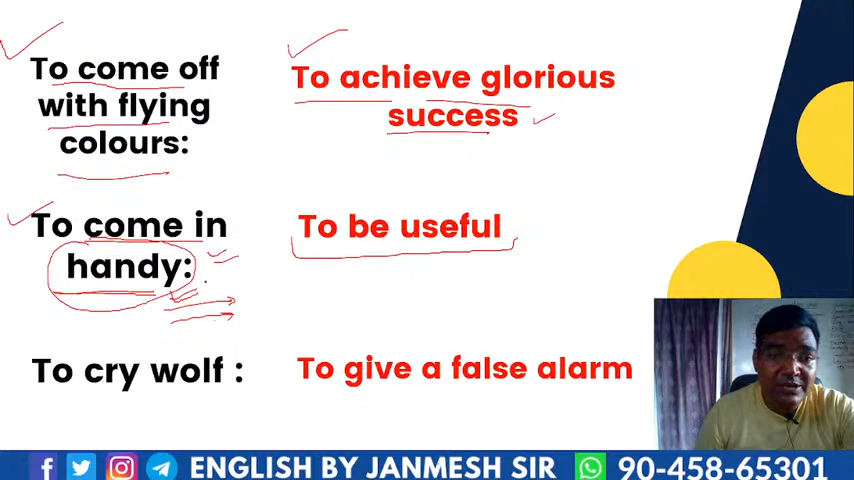 To come off
with flying
colours:
To achieve glorious
success
To come in
handy:
To be useful
To cry wolf :
To give a false alarm
ENGLISH BY JANMESH SIR
90-458-65301